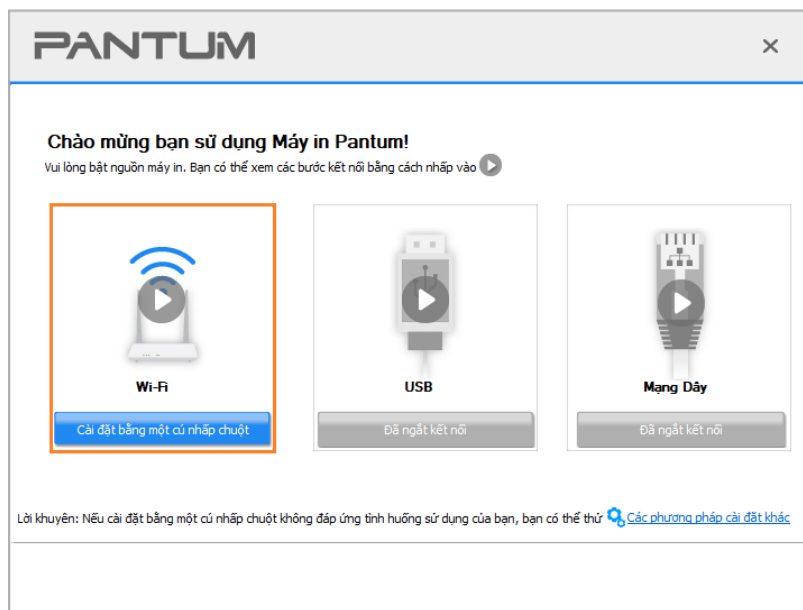 PANTUM
Chào mừng bạn sử dụng Máy in Pantum!
Vui lòng bật nguồn máy in. Bạn có thể xem các bước kết nối bằng cách nhấp vào
Wi-Fi
USB
Mạng Dây
Cài đặt bằng một cú nhấp chuột
Đã ngắt kết nối
Đã ngắt kết nối
Lời khuyên: Nếu cài đặt bằng một cú nhấp chuột không đáp ứng tình huống sử dụng của bạn, bạn có thể thử Các phương pháp cài đặt khác